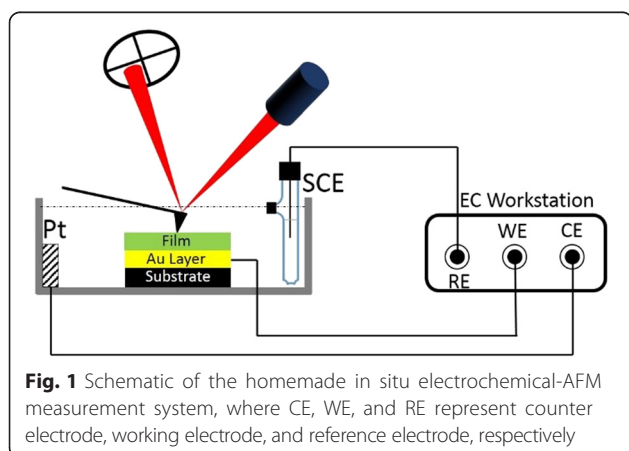 SCE
EC Workstation
Pt
WE
CE
Film
Au Layer
Substrate
RE
Fig. 1 Schematic of the homemade in situ electrochemical-AFM
measurement system, where CE, WE, and RE represent counter
electrode, working electrode, and reference electrode, respectively